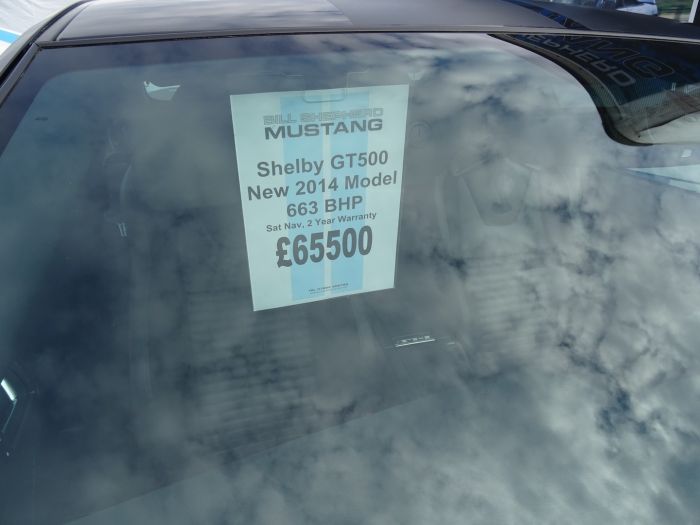 BILL SHEPHERD
MUSTANG
Shelby GT500
New 2014 Model
663 BHP
Sat Nav, 2 Year Warranty
£65500